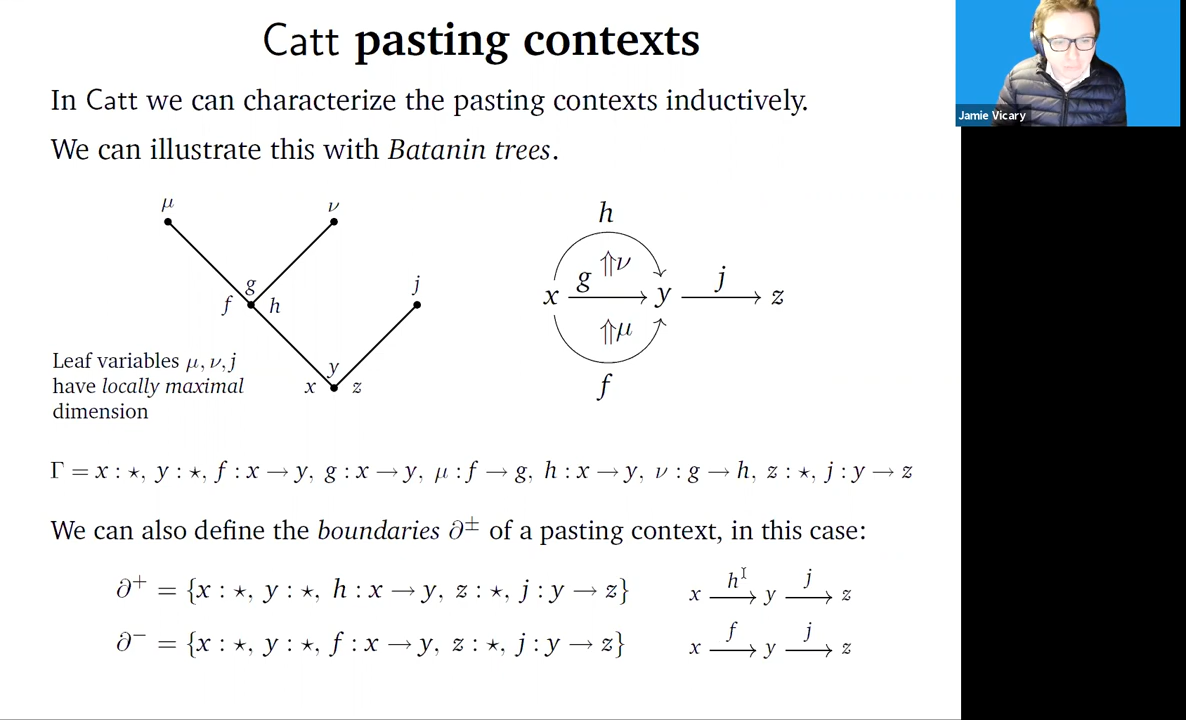 Catt pasting contexts
Jamie Vicary
In Catt we can characterize the pasting contexts inductively.
We can illustrate this with Batanin trees.
μ ν
g j
f h
y
x z
h
⇑ν
g j
x y z
⇑μ
f
Leaf variables μ, ν, j
have locally maximal
dimension
Γ = x : ⋆, y : ⋆, f : x → y, g : x → y, μ : f → g, h : x → y, ν : g → h, z : ⋆, j : y → z
We can also define the boundaries ∂± of a pasting context, in this case:
∂+ = {x : ⋆, y : ⋆, h : x → y, z : ⋆, j : y → z}
h j
x → y → z
∂− = {x : ⋆, y : ⋆, f : x → y, z : ⋆, j : y → z}
f j
x → y → z